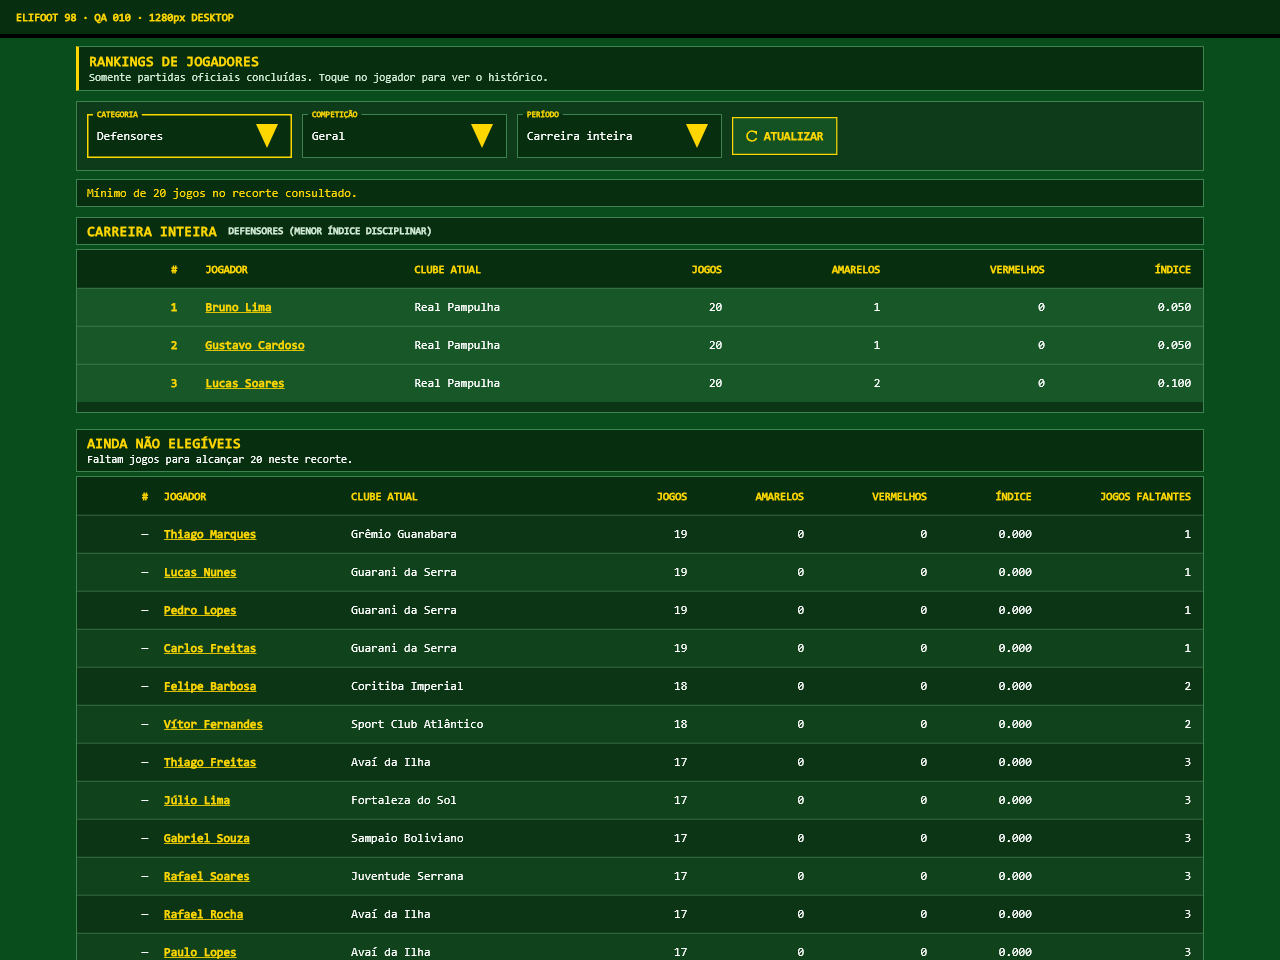 ELIFOOT 98 · QA 010 · 1280px DESKTOP
RANKINGS DE JOGADORES
Somente partidas oficiais concluídas. Toque no jogador para ver o histórico.
CATEGORIA COMPETIÇÃO PERÍODO
Defensores Geral Carreira inteira ATUALIZAR
Mínimo de 20 jogos no recorte consultado.
CARREIRA INTEIRA DEFENSORES (MENOR ÍNDICE DISCIPLINAR)
# JOGADOR CLUBE ATUAL JOGOS AMARELOS VERMELHOS ÍNDICE
1 Bruno Lima Real Pampulha 20 1 0 0.050
2 Gustavo Cardoso Real Pampulha 20 1 0 0.050
3 Lucas Soares Real Pampulha 20 2 0 0.100
AINDA NÃO ELEGÍVEIS
Faltam jogos para alcançar 20 neste recorte.
# JOGADOR CLUBE ATUAL JOGOS AMARELOS VERMELHOS ÍNDICE JOGOS FALTANTES
— Thiago Marques Grêmio Guanabara 19 0 0 0.000 1
— Lucas Nunes Guarani da Serra 19 0 0 0.000 1
— Pedro Lopes Guarani da Serra 19 0 0 0.000 1
— Carlos Freitas Guarani da Serra 19 0 0 0.000 1
— Felipe Barbosa Coritiba Imperial 18 0 0 0.000 2
— Vítor Fernandes Sport Club Atlântico 18 0 0 0.000 2
— Thiago Freitas Avaí da Ilha 17 0 0 0.000 3
— Júlio Lima Fortaleza do Sol 17 0 0 0.000 3
— Gabriel Souza Sampaio Boliviano 17 0 0 0.000 3
— Rafael Soares Juventude Serrana 17 0 0 0.000 3
— Rafael Rocha Avaí da Ilha 17 0 0 0.000 3
— Paulo Lopes Avaí da Ilha 17 0 0 0.000 3